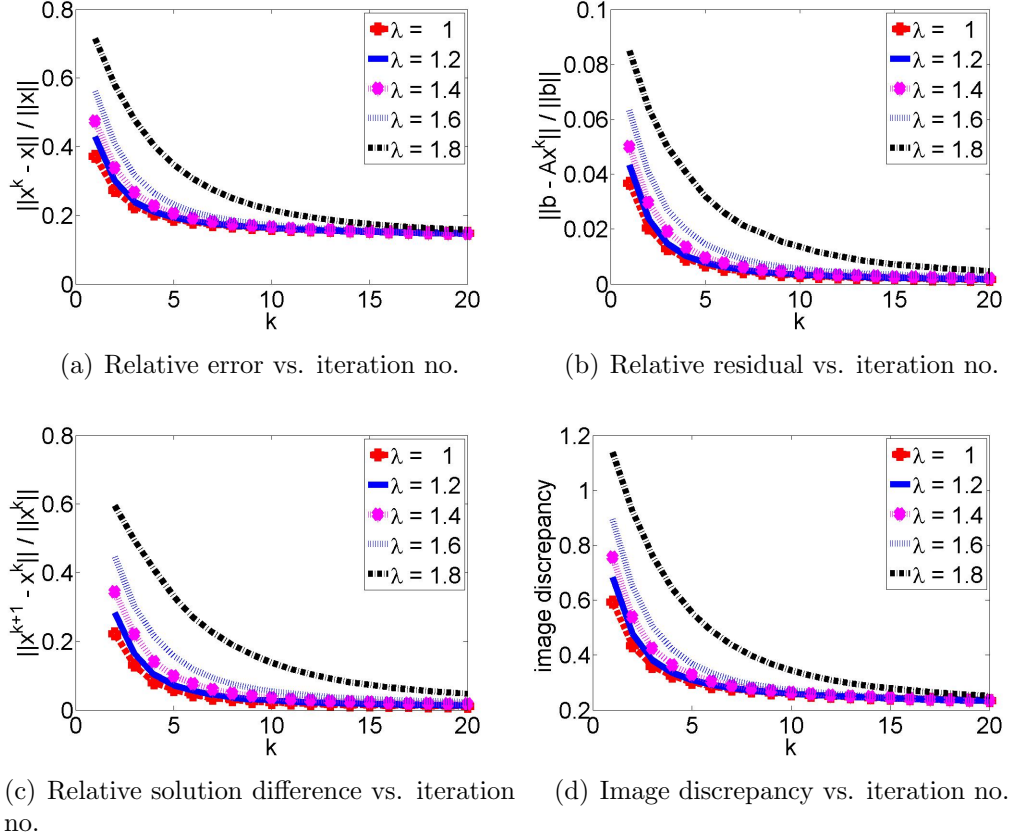 0.8
0.6
0.4
0.2
0
0 5 10 15 20
k
||x^k - x|| / ||x||
λ = 1
λ = 1.2
λ = 1.4
λ = 1.6
λ = 1.8
(a) Relative error vs. iteration no.
0.1
0.08
0.06
0.04
0.02
0
0 5 10 15 20
k
||b - Ax^k|| / ||b||
λ = 1
λ = 1.2
λ = 1.4
λ = 1.6
λ = 1.8
(b) Relative residual vs. iteration no.
0.8
0.6
0.4
0.2
0
0 5 10 15 20
k
||x^{k+1} - x^k|| / ||x^k||
λ = 1
λ = 1.2
λ = 1.4
λ = 1.6
λ = 1.8
(c) Relative solution difference vs. iteration
no.
1.2
1
0.8
0.6
0.4
0.2
0 5 10 15 20
k
image discrepancy
λ = 1
λ = 1.2
λ = 1.4
λ = 1.6
λ = 1.8
(d) Image discrepancy vs. iteration no.